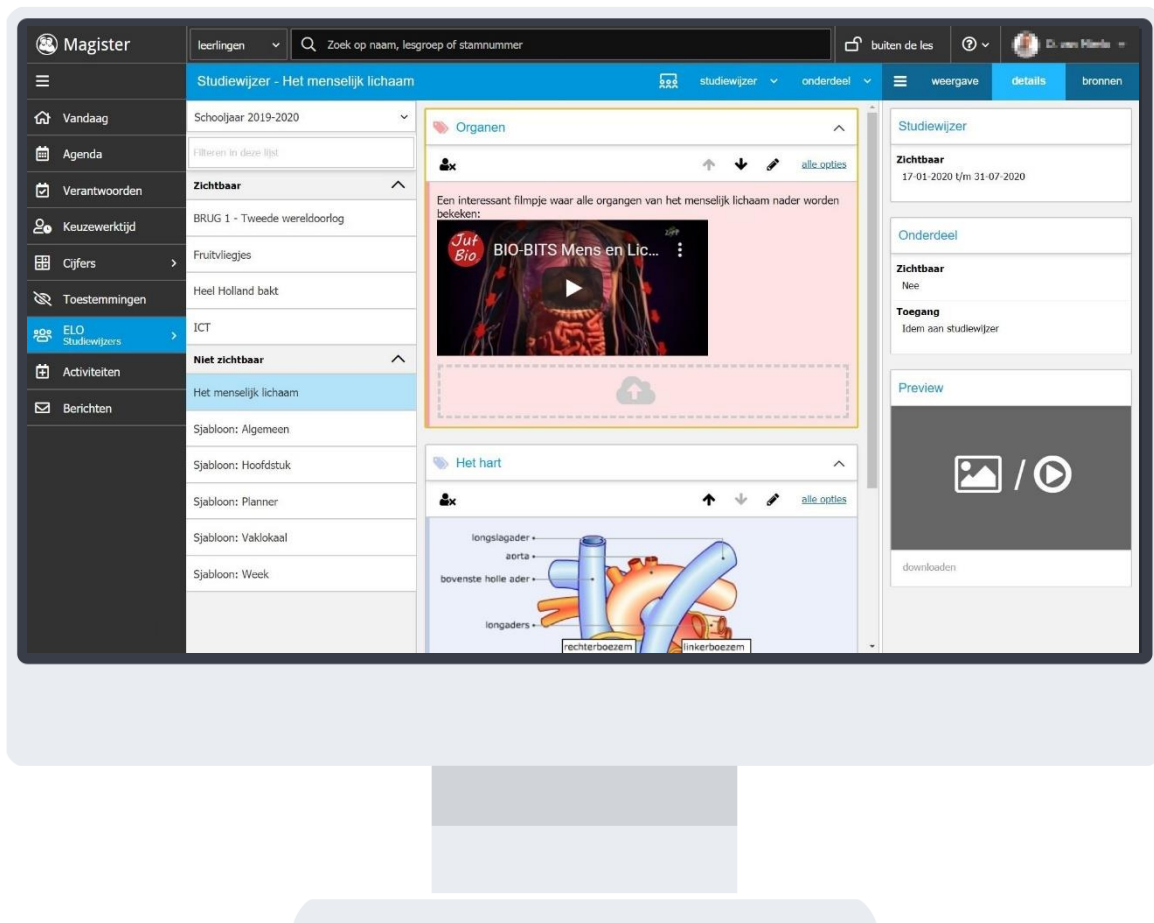 Magister
leerlingen
Zoek op naam, lesgroep of stamnummer
buiten de les
Studiewijzer - Het menselijk lichaam
studiewijzer
onderdeel
weergave
details
bronnen
Vandaag
Agenda
Verantwoorden
Keuzewerktijd
Cijfers
Toestemmingen
ELO
Studiewijzers
Activiteiten
Berichten
Schooljaar 2019-2020
Filteren in deze lijst
Zichtbaar
BRUG 1 - Tweede wereldoorlog
Fruitvliegjes
Heel Holland bakt
ICT
Niet zichtbaar
Het menselijk lichaam
Sjabloon: Algemeen
Sjabloon: Hoofdstuk
Sjabloon: Planner
Sjabloon: Vaklokaal
Sjabloon: Week
Organen
alle opties
Een interessant filmpje waar alle organgen van het menselijk lichaam nader worden
bekeken:
Juf
Bio
BIO-BITS Mens en Lic...
Het hart
alle opties
longslagader
aorta
bovenste holle ader
longaders
rechterboezem
linkerboezem
Studiewijzer
Zichtbaar
17-01-2020 t/m 31-07-2020
Onderdeel
Zichtbaar
Nee
Toegang
Idem aan studiewijzer
Preview
downloaden